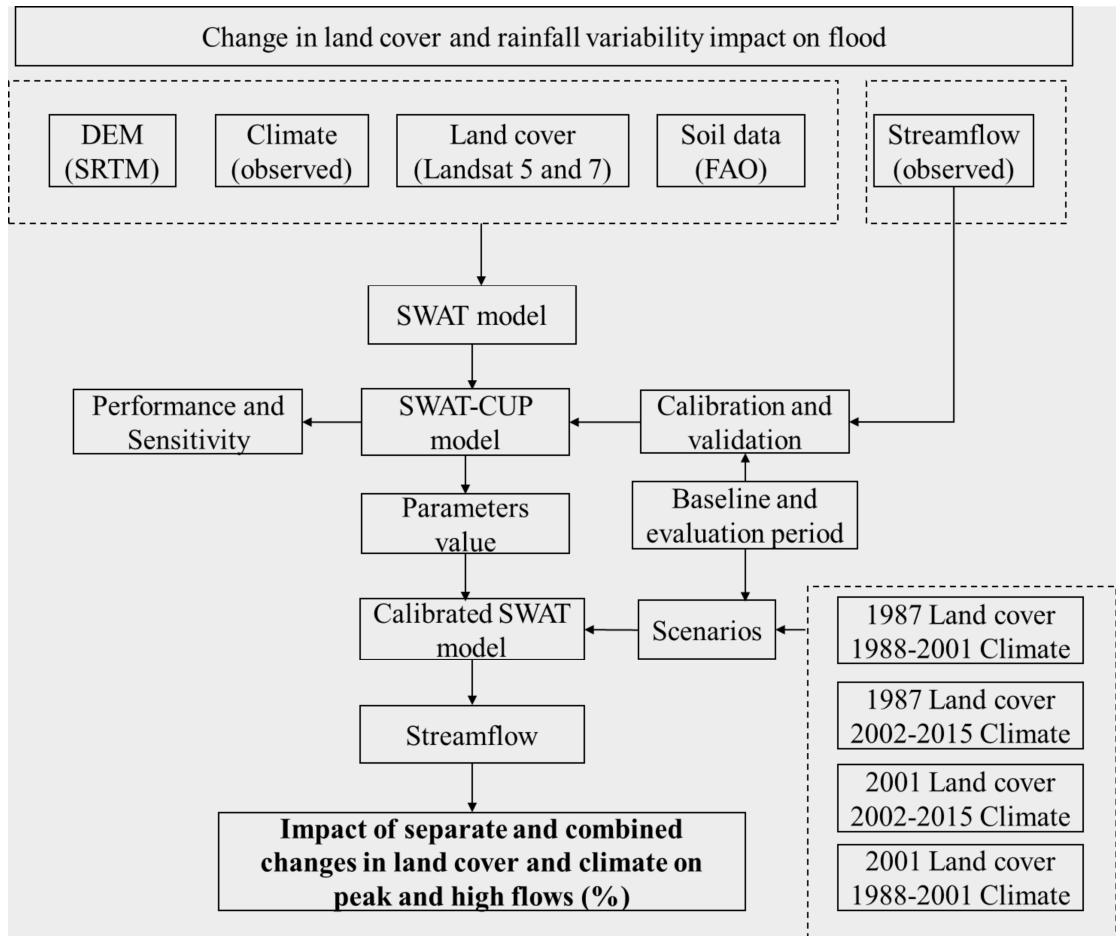 Change in land cover and rainfall variability impact on flood
DEM
(SRTM)
Climate
(observed)
Land cover
(Landsat 5 and 7)
Soil data
(FAO)
Streamflow
(observed)
SWAT model
Performance and
Sensitivity
SWAT-CUP
model
Calibration and
validation
Parameters
value
Baseline and
evaluation period
Calibrated SWAT
model
Scenarios
1987 Land cover
1988-2001 Climate
1987 Land cover
2002-2015 Climate
2001 Land cover
2002-2015 Climate
2001 Land cover
1988-2001 Climate
Streamflow
Impact of separate and combined
changes in land cover and climate on
peak and high flows (%)